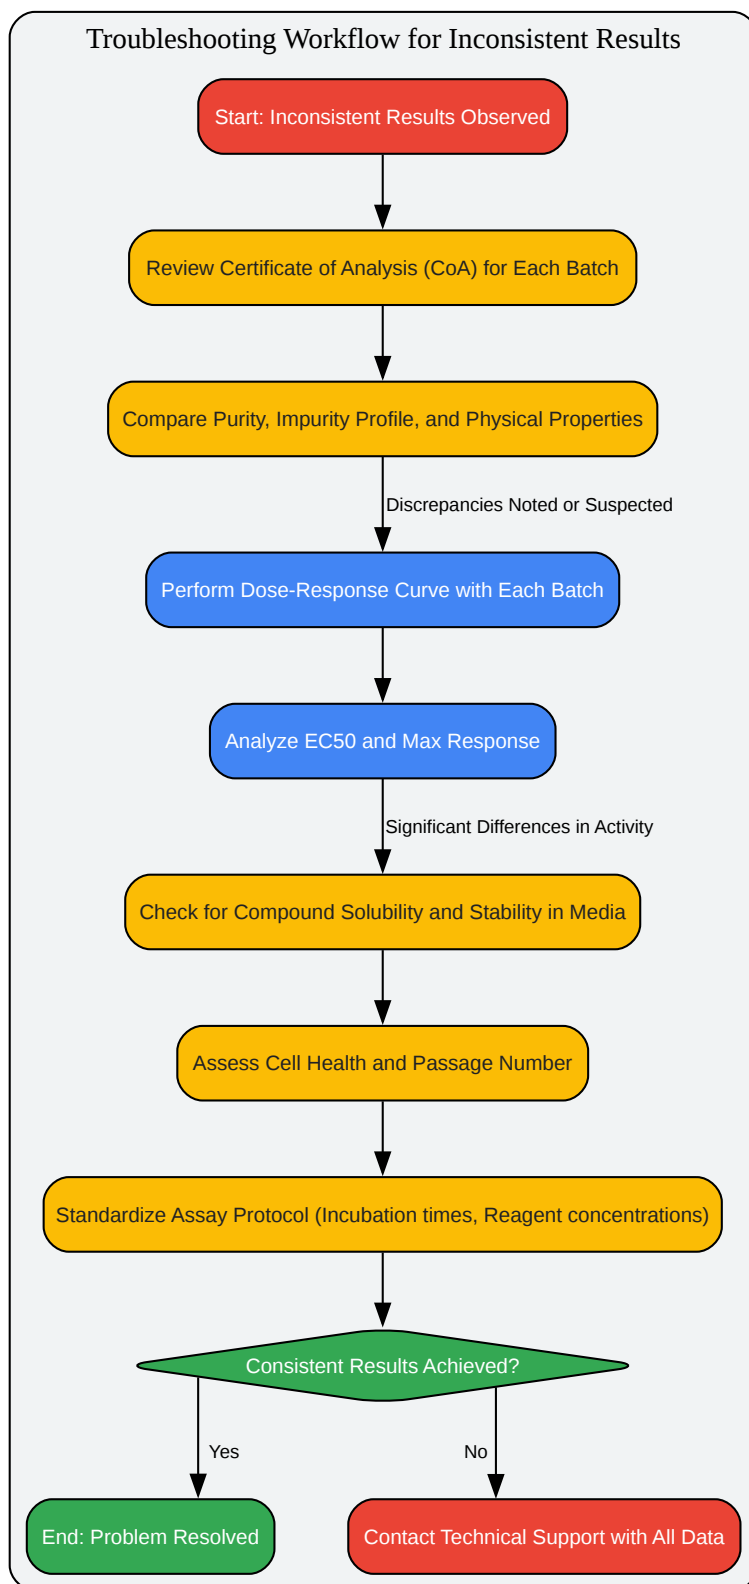 Troubleshooting Workflow for Inconsistent Results
Start: Inconsistent Results Observed
Review Certificate of Analysis (CoA) for Each Batch
Compare Purity, Impurity Profile, and Physical Properties
Discrepancies Noted or Suspected
Perform Dose-Response Curve with Each Batch
Analyze EC50 and Max Response
Significant Differences in Activity
Check for Compound Solubility and Stability in Media
Assess Cell Health and Passage Number
Standardize Assay Protocol (Incubation times, Reagent concentrations)
Consistent Results Achieved?
Yes
No
End: Problem Resolved
Contact Technical Support with All Data